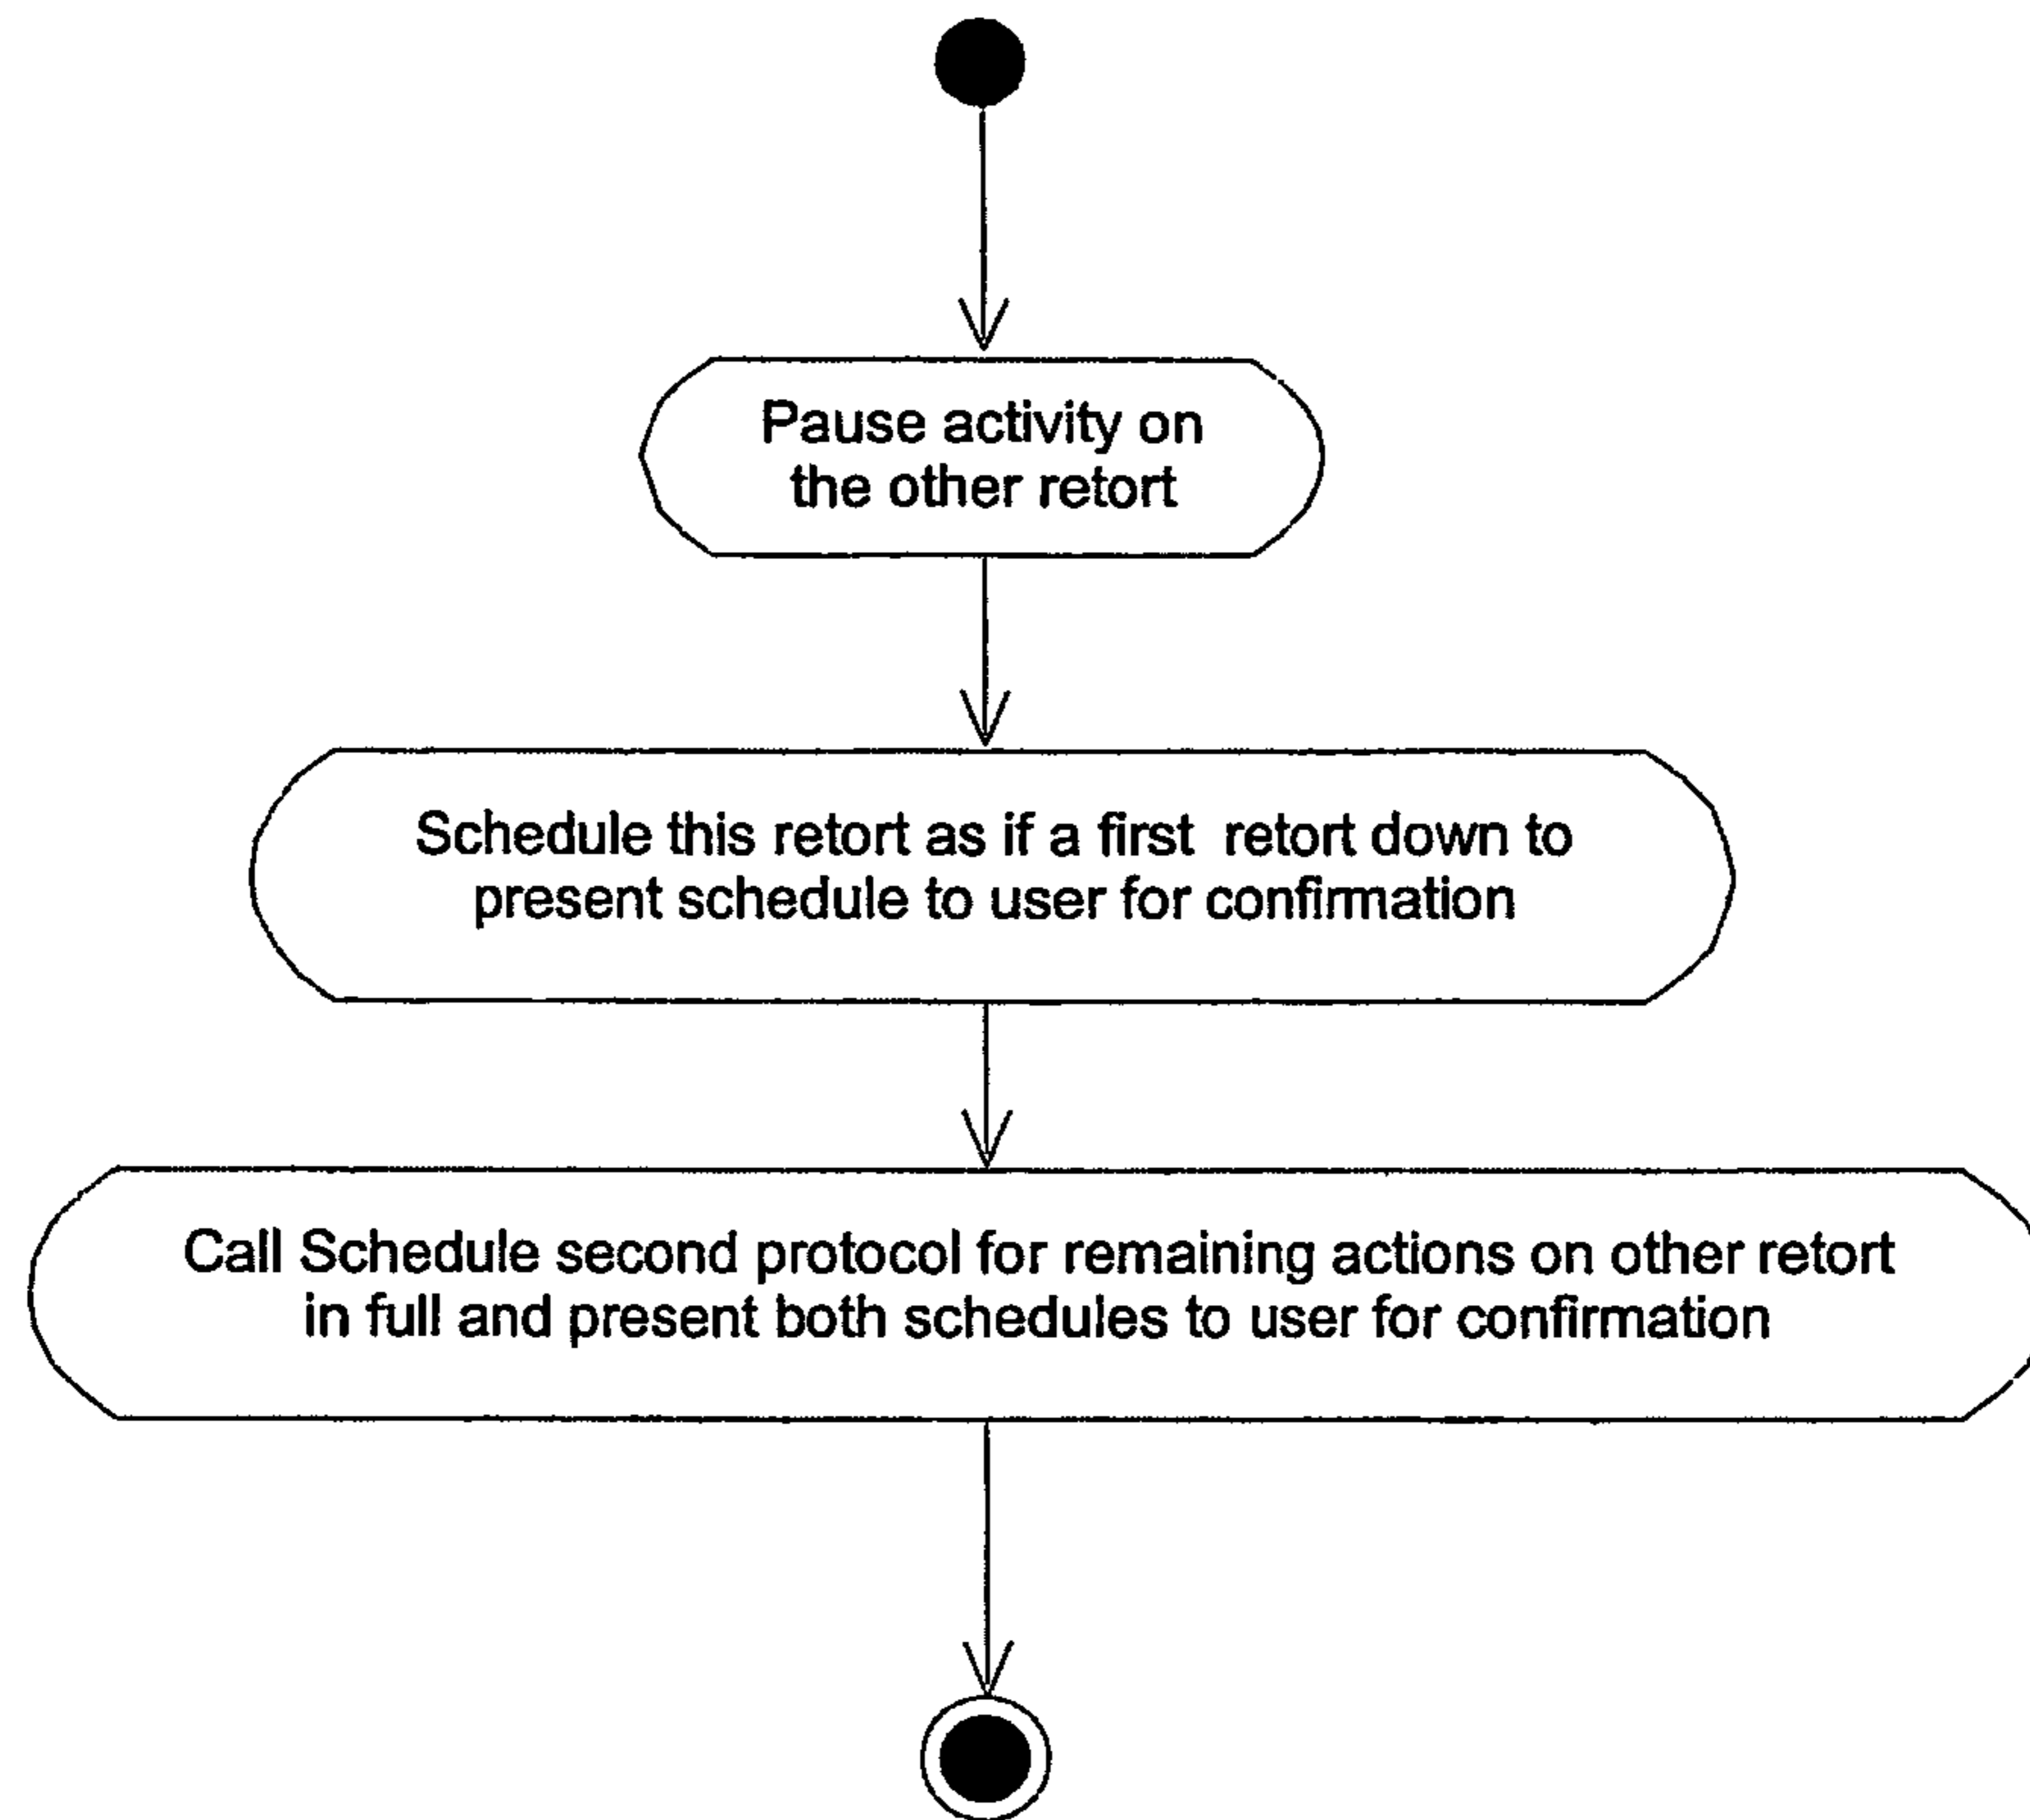 Pause activity on
the other retort
Schedule this retort as if a first retort down to
present schedule to user for confirmation
Call Schedule second protocol for remaining actions on other retort
in full and present both schedules to user for confirmation